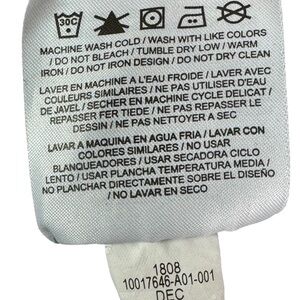 30C
MACHINE WASH COLD / WASH WITH LIKE COLORS
/ DO NOT BLEACH / TUMBLE DRY LOW / WARM
IRON / DO NOT IRON DESIGN / DO NOT DRY CLEAN
LAVER EN MACHINE A L'EAU FROIDE / LAVER AVEC
COULEURS SIMILAIRES / NE PAS UTILISER D'EAU
DE JAVEL / SECHER EN MACHINE CYCLE DELICAT /
REPASSER FER TIEDE / NE PAS REPASSER LE
DESSIN / NE PAS NETTOYER A SEC
LAVAR A MAQUINA EN AGUA FRIA / LAVAR CON
COLORES SIMILARES / NO USAR
BLANQUEADORES / USAR SECADORA CICLO
LENTO / USAR PLANCHA TEMPERATURA MEDIA /
NO PLANCHAR DIRECTAMENTE SOBRE EL DISEÑO
/ NO LAVAR EN SECO
1808
10017646-A01-001
DEC